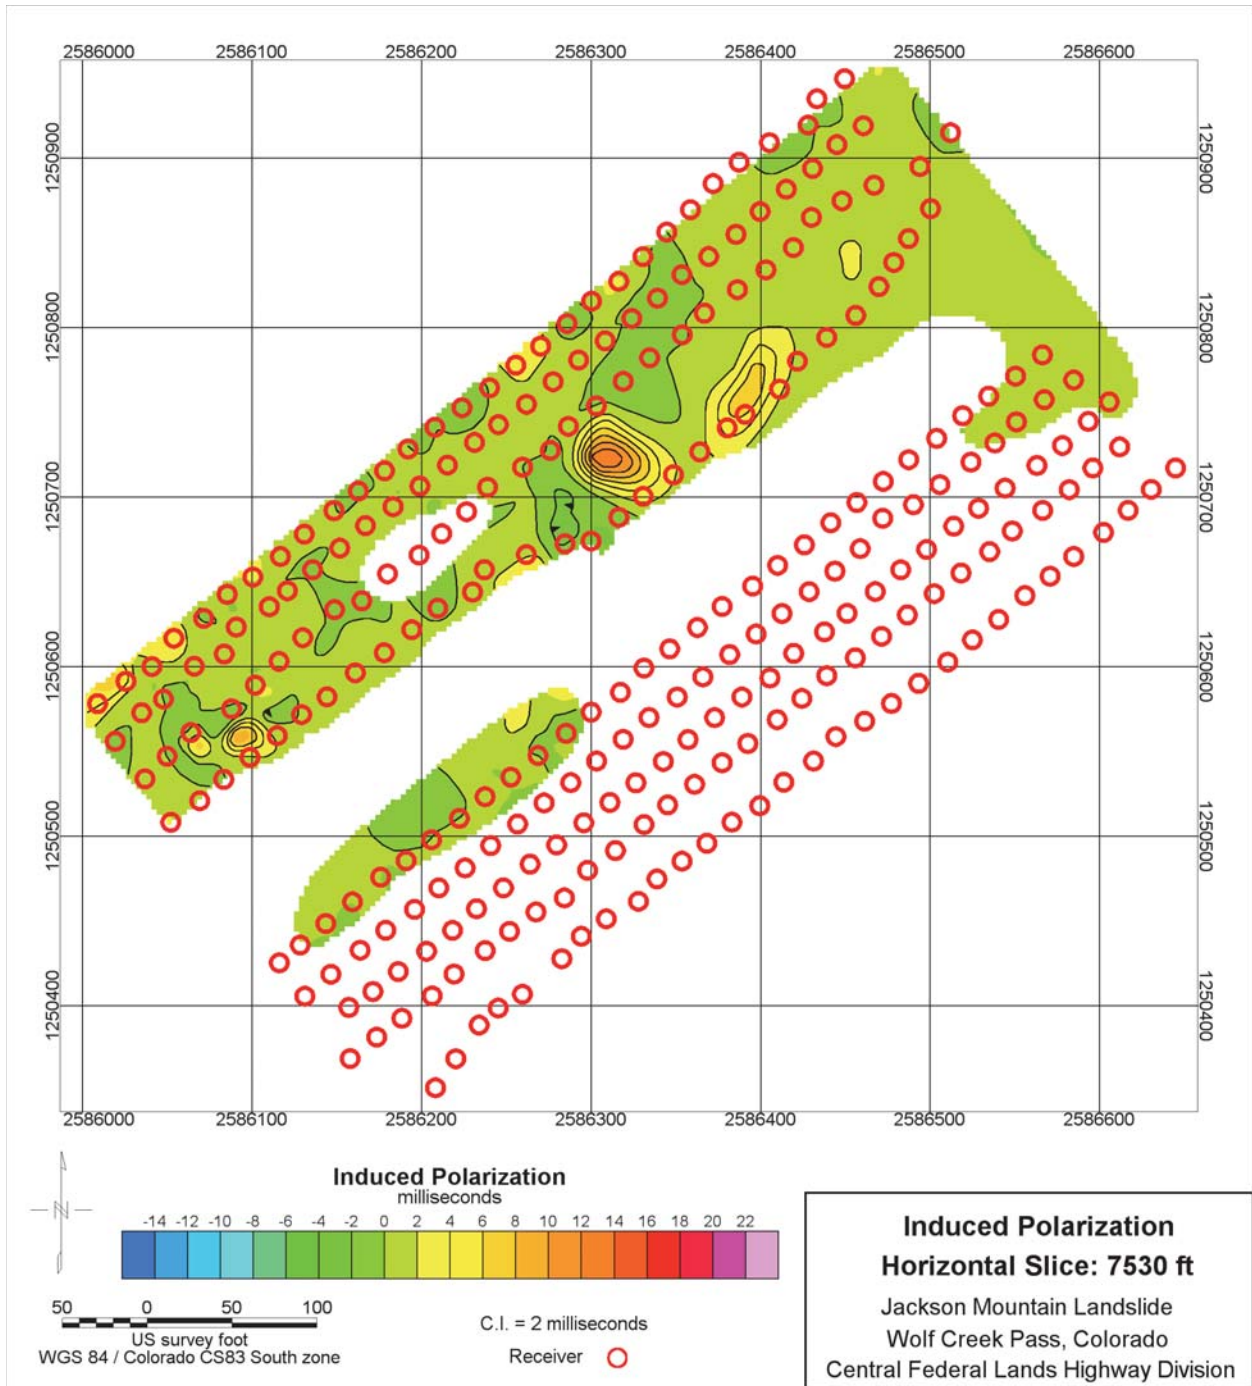 2586000 2586100 2586200 2586300 2586400 2586500 2586600
1250900 1250900
1250800 1250800
1250700 1250700
1250600 1250600
1250500 1250500
1250400 1250400
2586000 2586100 2586200 2586300 2586400 2586500 2586600
N
Induced Polarization
milliseconds
-14 -12 -10 -8 -6 -4 -2 0 2 4 6 8 10 12 14 16 18 20 22
50 0 50 100
US survey foot
WGS 84 / Colorado CS83 South zone
C.I. = 2 milliseconds
Receiver
Induced Polarization
Horizontal Slice: 7530 ft
Jackson Mountain Landslide
Wolf Creek Pass, Colorado
Central Federal Lands Highway Division